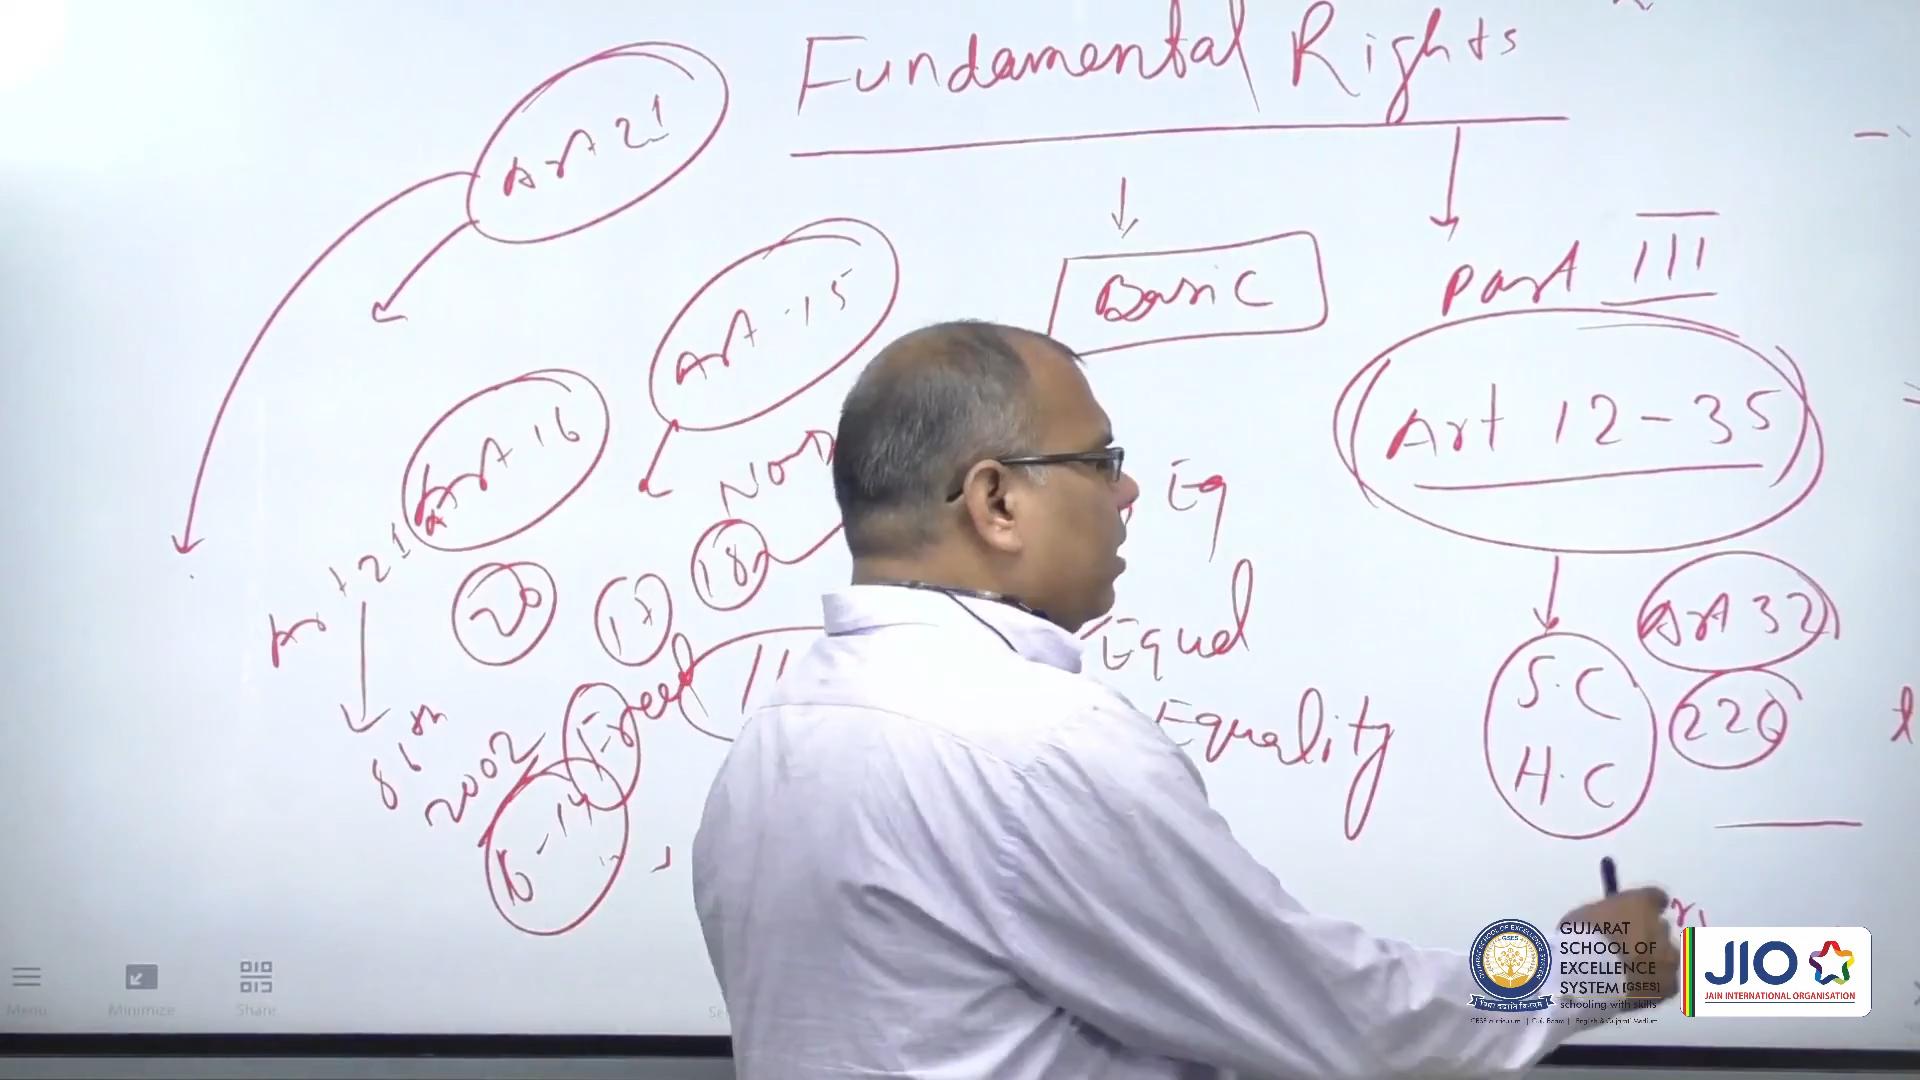 Fundamental Rights
Art 21
Basic
Part III
Art 15
Art 12-35
Art 16
Eq
Art 21
20
18
Art 32
Equal
S.C
226
H.C
Freed
Equality
86th
2002
6-14
Menu
Minimize
Share
GUJARAT
SCHOOL OF
EXCELLENCE
SYSTEM [GSES]
schooling with skills
GSES
JIO
JAIN INTERNATIONAL ORGANISATION